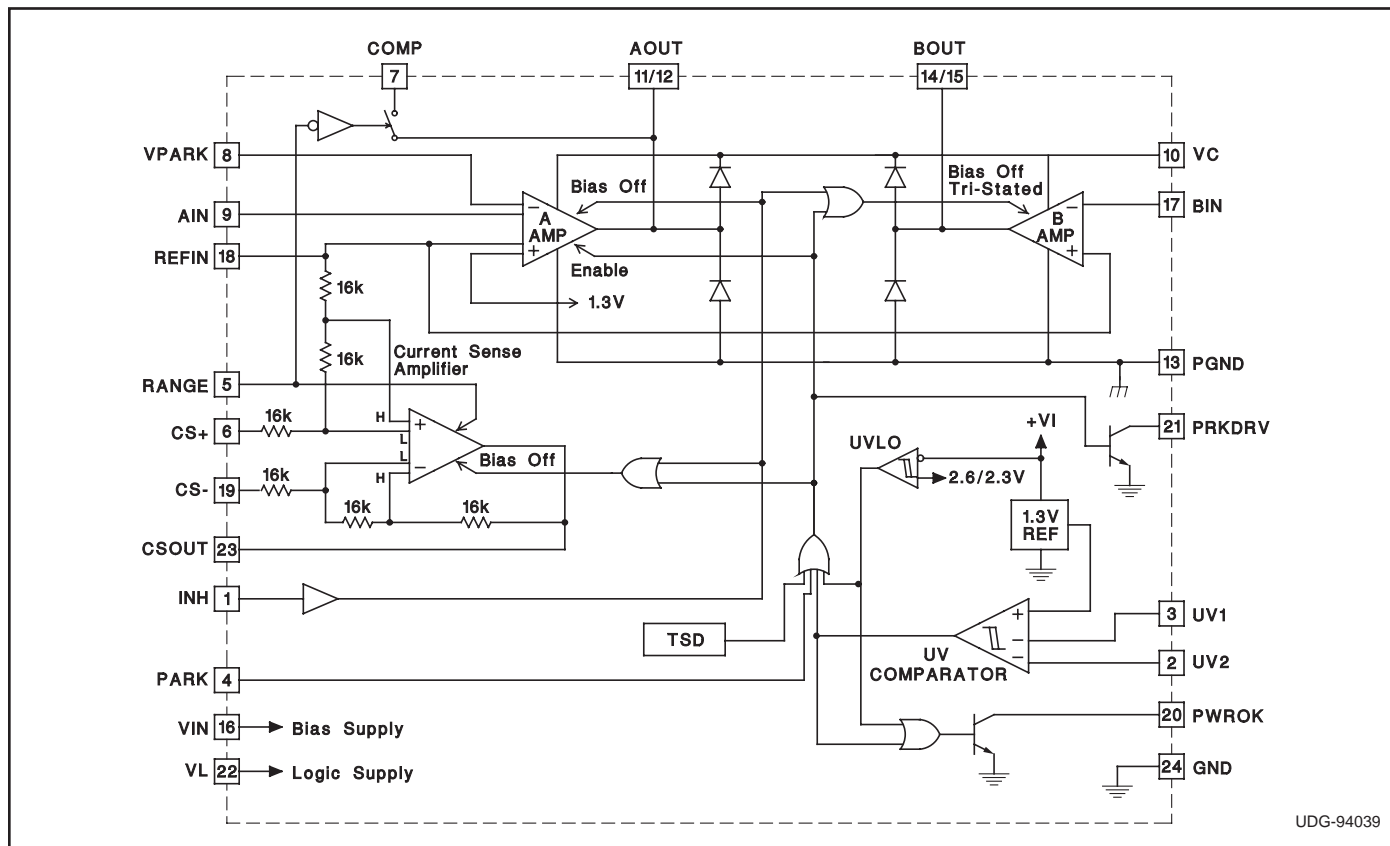 COMP
AOUT
BOUT
7
11/12
14/15
VPARK 8
10 VC
Bias Off
Bias Off
Tri-Stated
AIN 9
−
A
AMP
+
−
B
AMP
+
17 BIN
REFIN 18
16k
Enable
1.3V
16k
Current Sense
Amplifier
13 PGND
RANGE 5
16k
CS+ 6
H
+
L
L
−
H
Bias Off
+VI
21 PRKDRV
UVLO
2.6/2.3V
16k
CS- 19
16k
16k
1.3V
REF
CSOUT 23
INH 1
+
−
−
3 UV1
TSD
UV
COMPARATOR
2 UV2
PARK 4
20 PWROK
VIN 16 Bias Supply
24 GND
VL 22 Logic Supply
UDG-94039